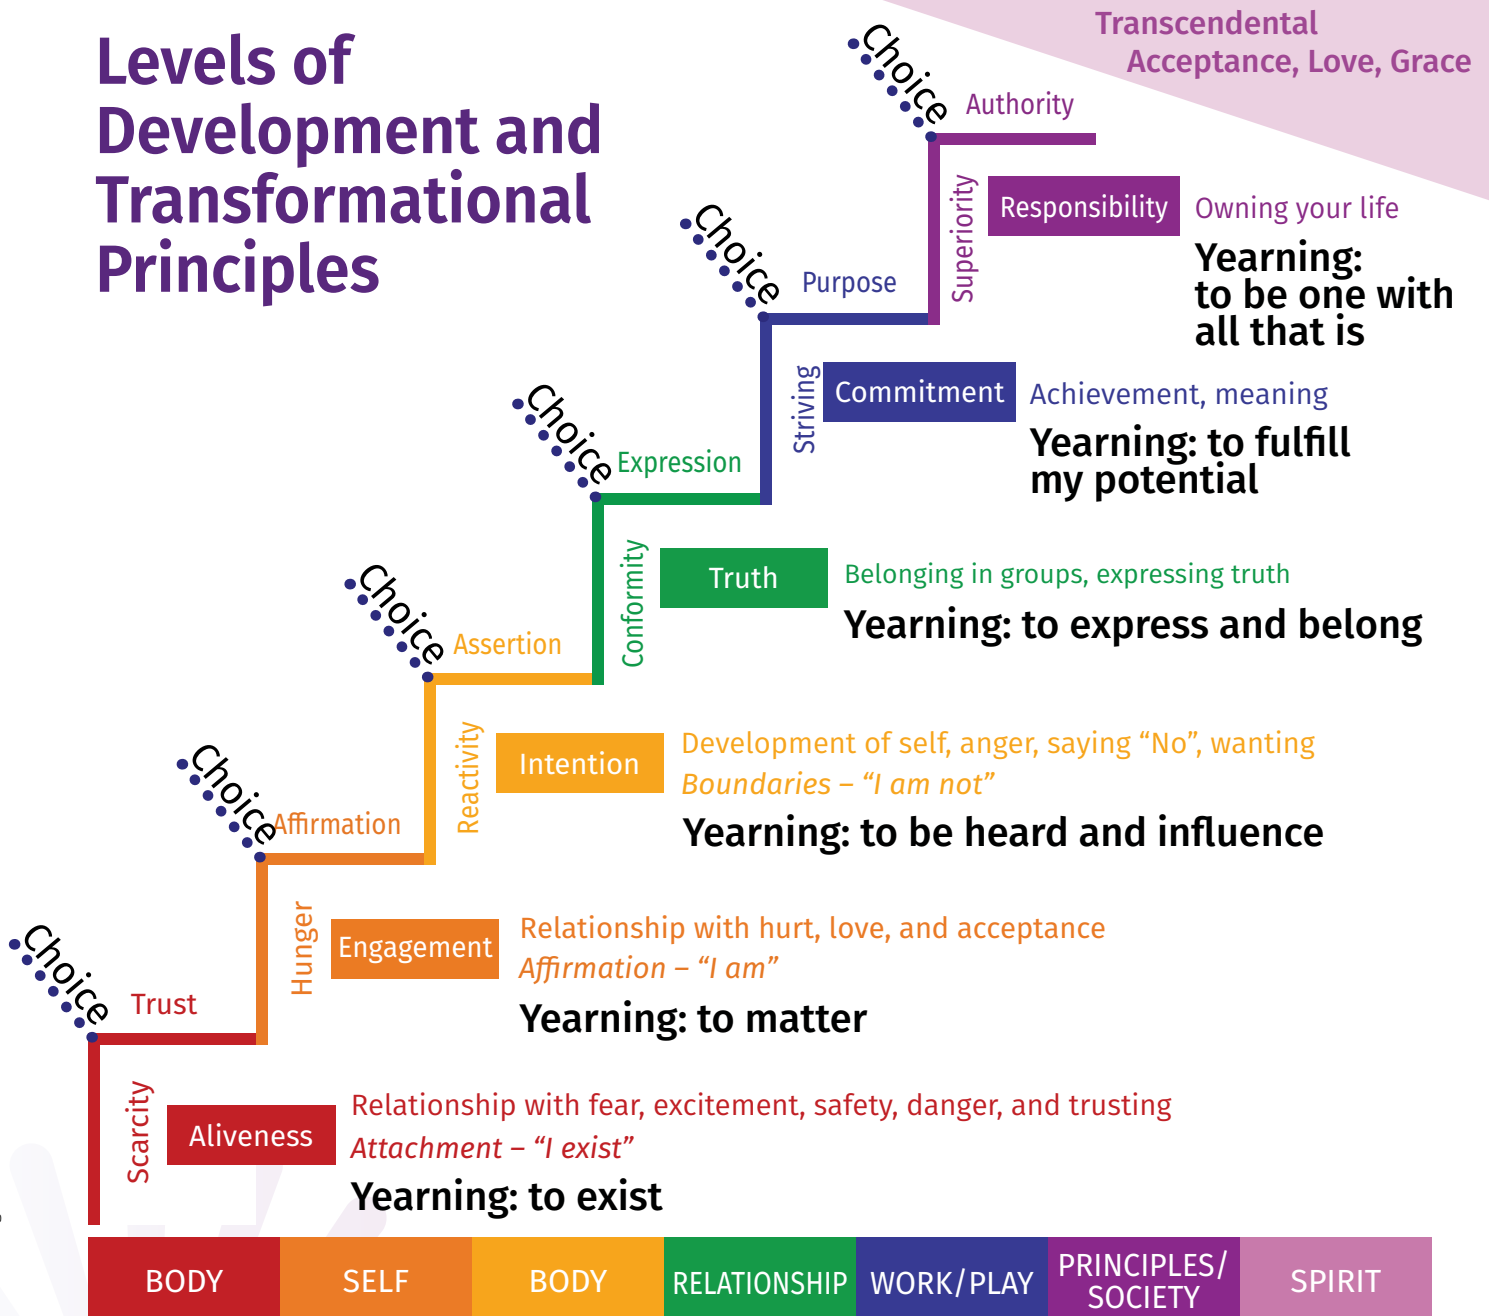 Levels of
Development and
Transformational
Principles
Transcendental
Acceptance, Love, Grace
Choice
Authority
Superiority
Responsibility
Owning your life
Yearning:
to be one with
all that is
Choice
Purpose
Striving
Commitment
Achievement, meaning
Yearning: to fulfill
my potential
Choice
Expression
Conformity
Truth
Belonging in groups, expressing truth
Yearning: to express and belong
Choice
Assertion
Reactivity
Intention
Development of self, anger, saying “No”, wanting
Boundaries – “I am not”
Yearning: to be heard and influence
Choice
Affirmation
Hunger
Engagement
Relationship with hurt, love, and acceptance
Affirmation – “I am”
Yearning: to matter
Choice
Trust
Scarcity
Aliveness
Relationship with fear, excitement, safety, danger, and trusting
Attachment – “I exist”
Yearning: to exist
BODY
SELF
BODY
RELATIONSHIP
WORK/PLAY
PRINCIPLES/
SOCIETY
SPIRIT